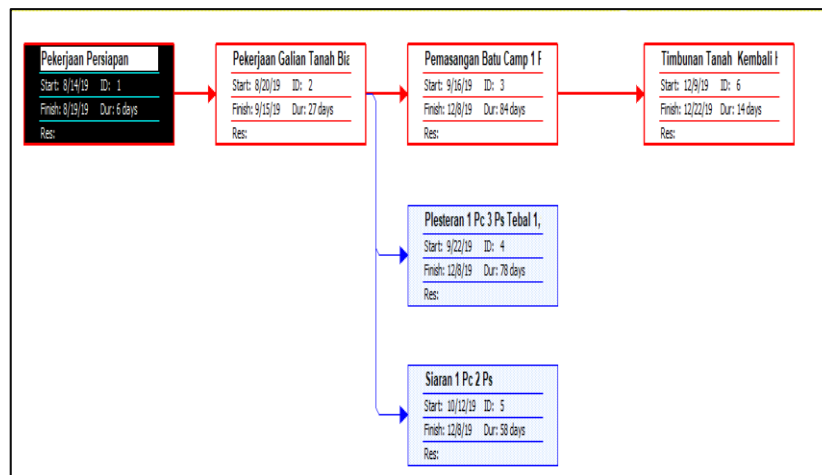 Pekerjaan Persiapan
Start: 8/14/19 ID: 1
Finish: 8/19/19 Dur: 6 days
Res:
Pekerjaan Galian Tanah Bia
Start: 8/20/19 ID: 2
Finish: 9/15/19 Dur: 27 days
Res:
Pemasangan Batu Camp 1 F
Start: 9/16/19 ID: 3
Finish: 12/8/19 Dur: 84 days
Res:
Timbunan Tanah Kembali H
Start: 12/9/19 ID: 6
Finish: 12/22/19 Dur: 14 days
Res:
Plesteran 1 Pc 3 Ps Tebal 1,
Start: 9/22/19 ID: 4
Finish: 12/8/19 Dur: 78 days
Res:
Siaran 1 Pc 2 Ps
Start: 10/12/19 ID: 5
Finish: 12/8/19 Dur: 58 days
Res: